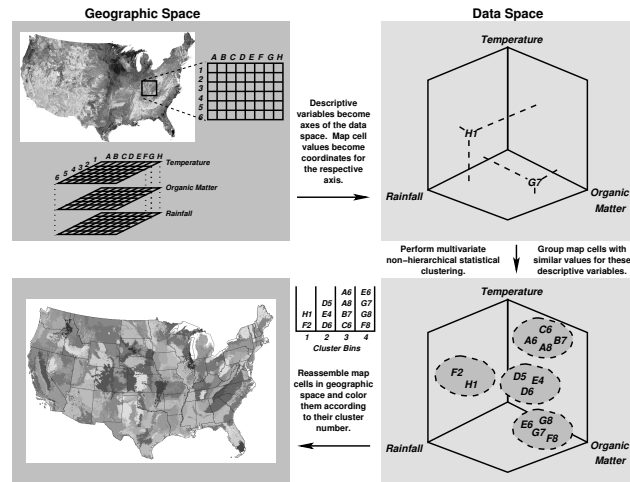 Geographic Space
Data Space
A B C D E F G H
1
2
3
4
5
6
1 A B C D E F G H
2
3
4
5
6
Temperature
Organic Matter
Rainfall
Descriptive
variables become
axes of the data
space. Map cell
values become
coordinates for
the respective
axis.
Temperature
H1
G7
Rainfall
Organic
Matter
Perform multivariate
non-hierarchical statistical
clustering.
Group map cells with
similar values for these
descriptive variables.
A6 E6
D5 A8 G7
H1 E4 B7 G8
F2 D6 C6 F8
1 2 3 4
Cluster Bins
Reassemble map
cells in geographic
space and color
them according
to their cluster
number.
Temperature
C6
A6 B7
A8
F2
H1
D5 E4
D6
E6 G8
G7
F8
Rainfall
Organic
Matter